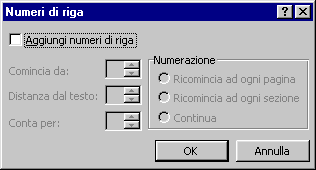 Numeri di riga
Aggiungi numeri di riga
Comincia da:
Distanza dal testo:
Conta per:
Numerazione
Ricomincia ad ogni pagina
Ricomincia ad ogni sezione
Continua
OK
Annulla